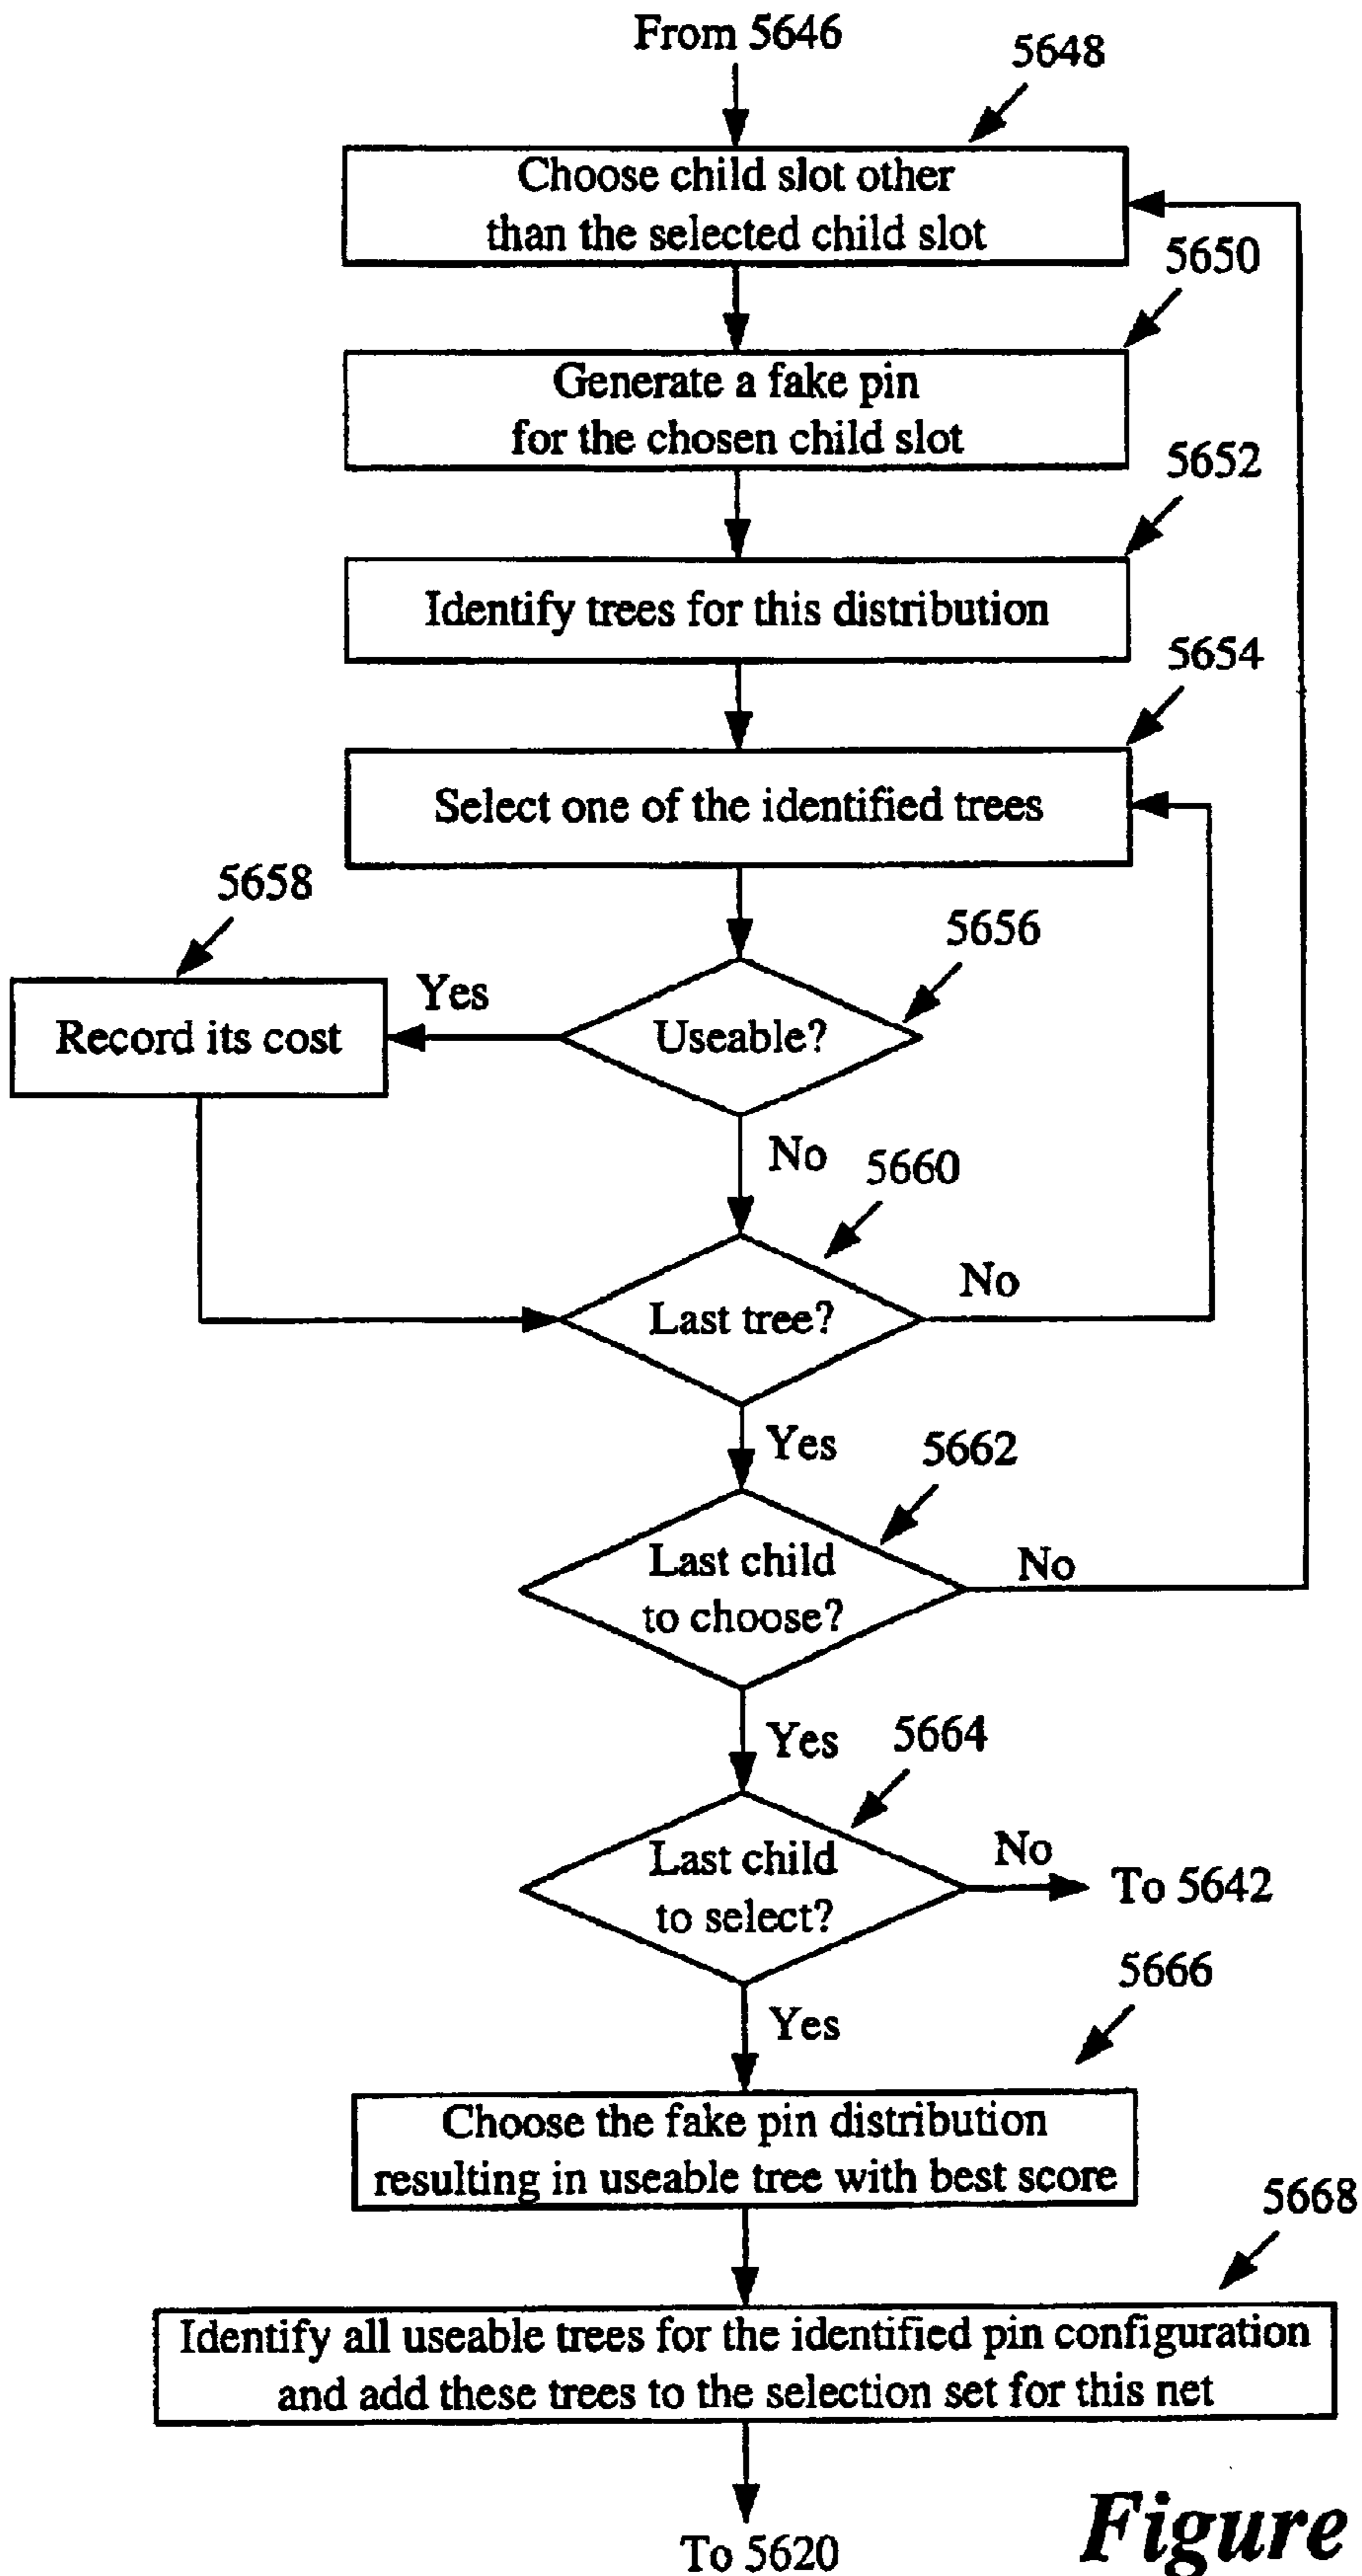 From 5646
5648
Choose child slot other
than the selected child slot
5650
Generate a fake pin
for the chosen child slot
5652
Identify trees for this distribution
5654
Select one of the identified trees
5658
5656
Record its cost
Yes
Useable?
No
5660
Last tree?
No
Yes
5662
Last child
to choose?
No
Yes
5664
Last child
to select?
No
To 5642
Yes
5666
Choose the fake pin distribution
resulting in useable tree with best score
5668
Identify all useable trees for the identified pin configuration
and add these trees to the selection set for this net
To 5620
Figure